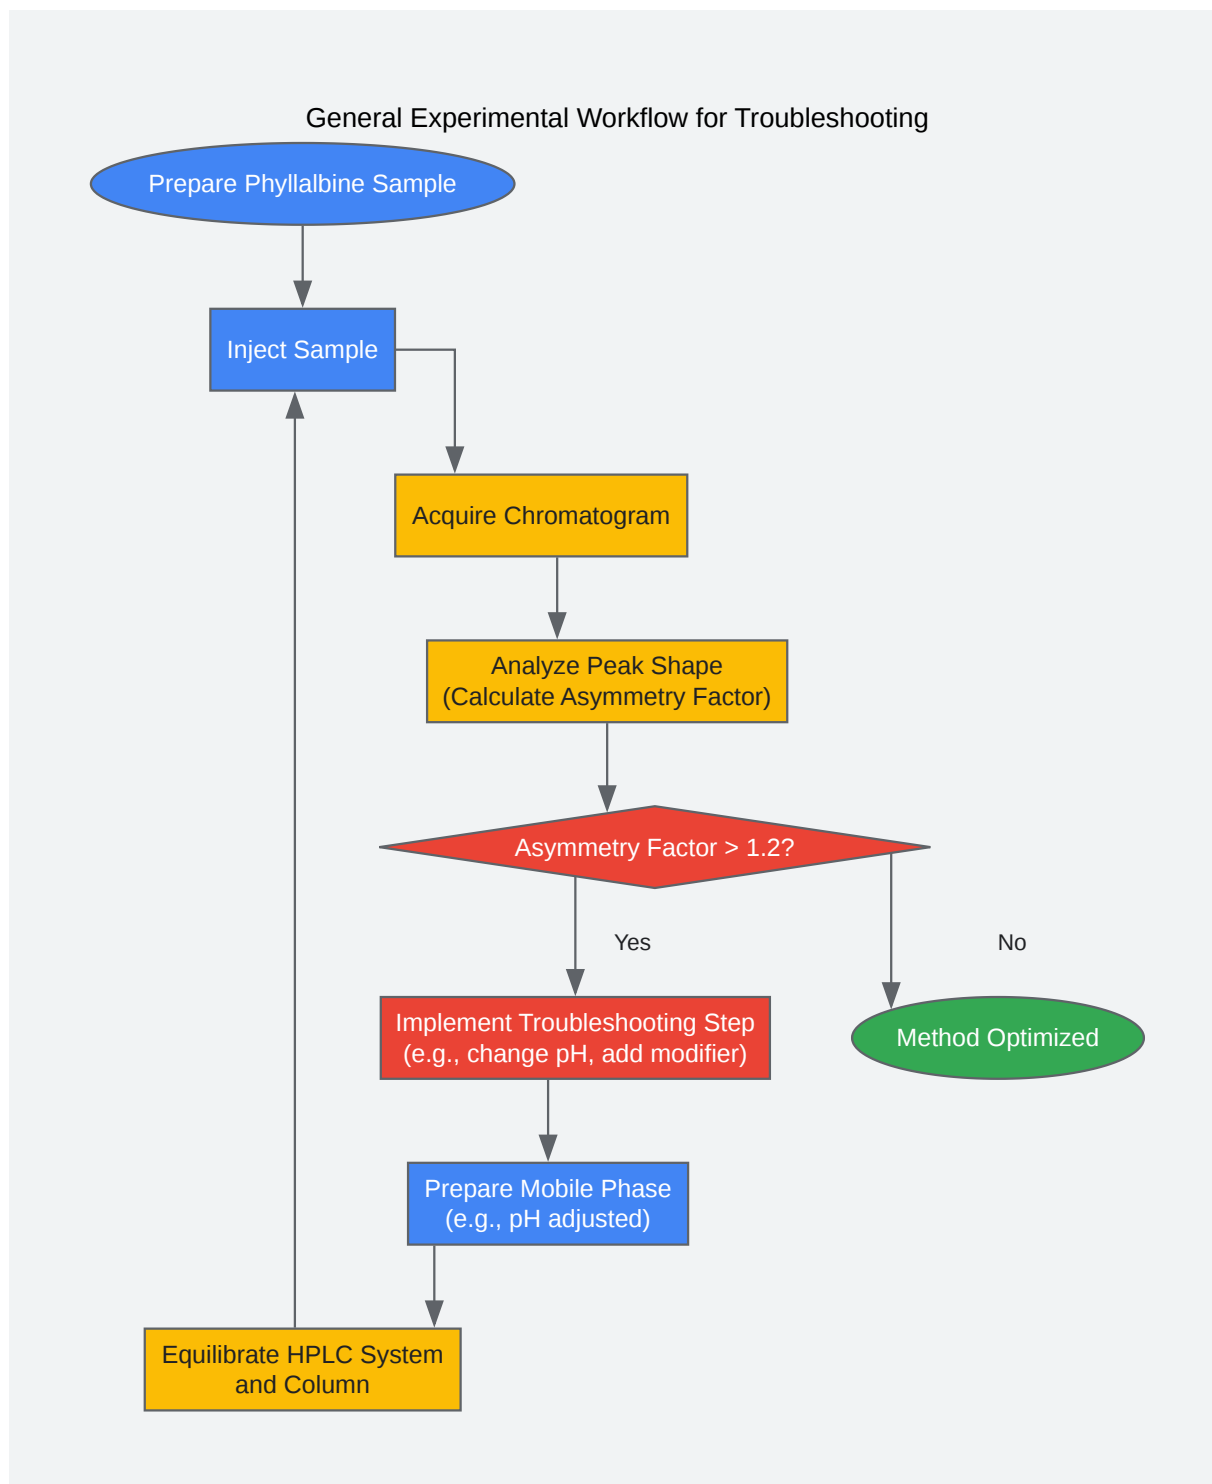 General Experimental Workflow for Troubleshooting
Prepare Phyllalbine Sample
Inject Sample
Acquire Chromatogram
Analyze Peak Shape
(Calculate Asymmetry Factor)
Asymmetry Factor > 1.2?
Yes
No
Implement Troubleshooting Step
(e.g., change pH, add modifier)
Method Optimized
Prepare Mobile Phase
(e.g., pH adjusted)
Equilibrate HPLC System
and Column